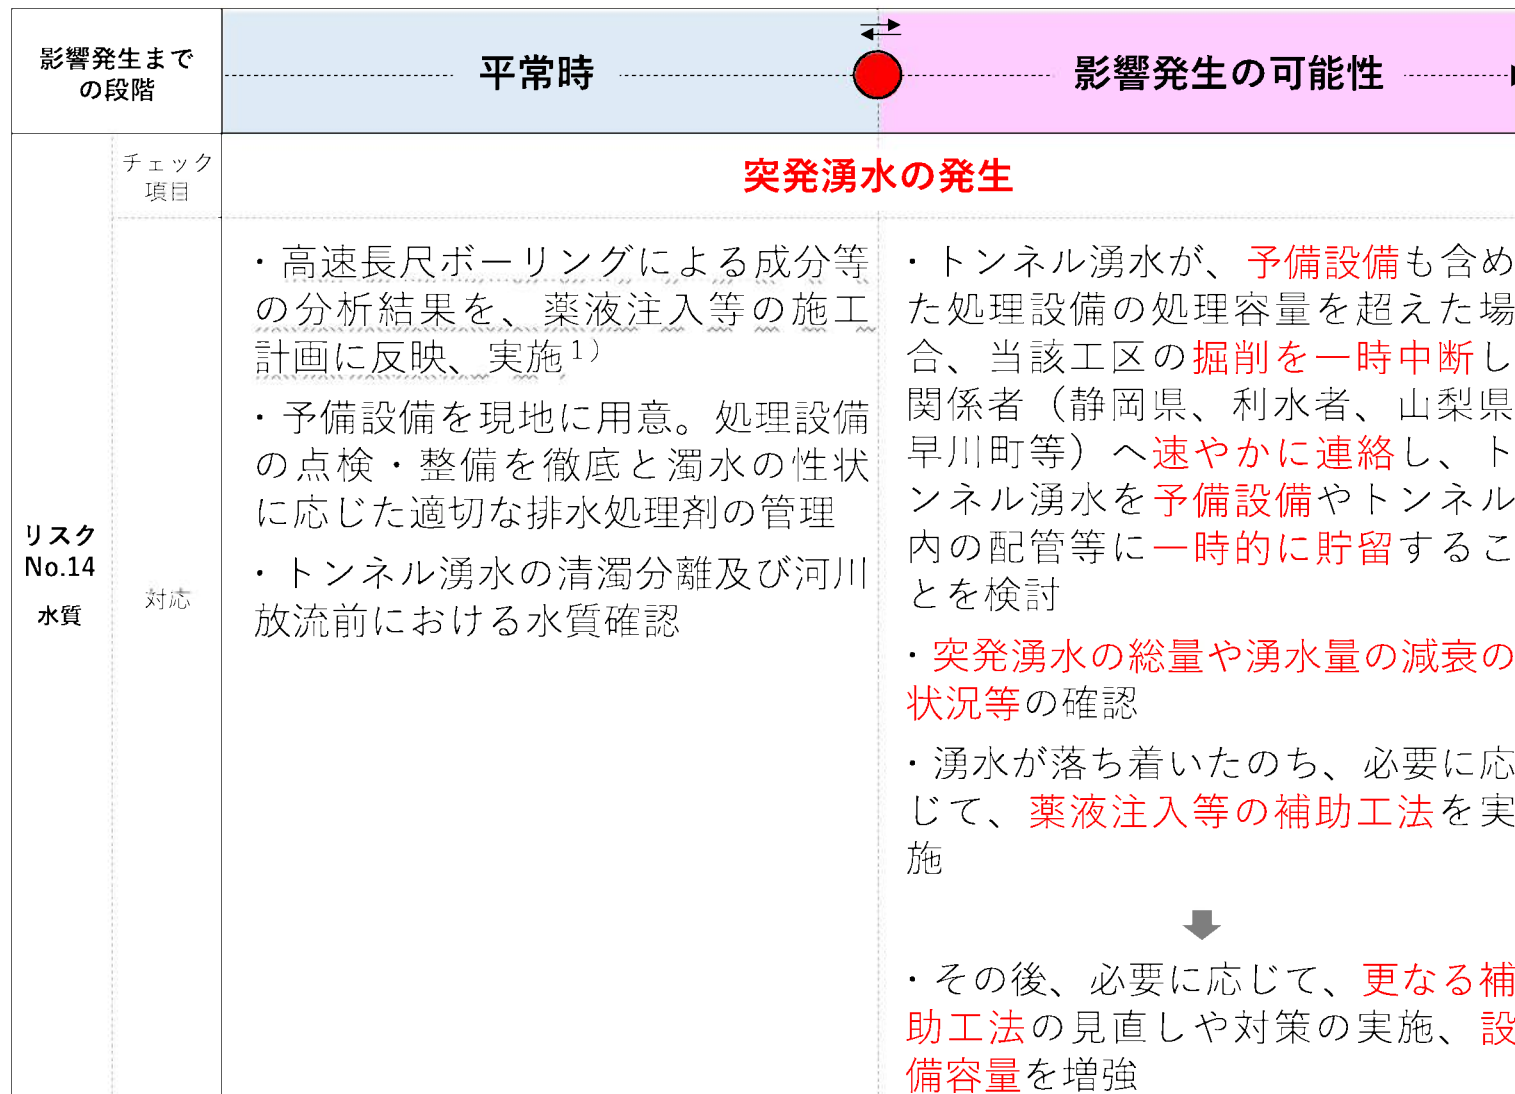 影響発生まで
の段階
平常時
影響発生の可能性
チェック
項目
突発湧水の発生
リスク
No.14
水質
対応
・高速長尺ボーリングによる成分等
の分析結果を、薬液注入等の施工
計画に反映、実施1）
・予備設備を現地に用意。処理設備
の点検・整備を徹底と濁水の性状
に応じた適切な排水処理剤の管理
・トンネル湧水の清濁分離及び河川
放流前における水質確認
・トンネル湧水が、予備設備も含め
た処理設備の処理容量を超えた場
合、当該工区の掘削を一時中断し
関係者（静岡県、利水者、山梨県
早川町等）へ速やかに連絡し、ト
ンネル湧水を予備設備やトンネル
内の配管等に一時的に貯留するこ
とを検討
・突発湧水の総量や湧水量の減衰の
状況等の確認
・湧水が落ち着いたのち、必要に応
じて、薬液注入等の補助工法を実
施
・その後、必要に応じて、更なる補
助工法の見直しや対策の実施、設
備容量を増強